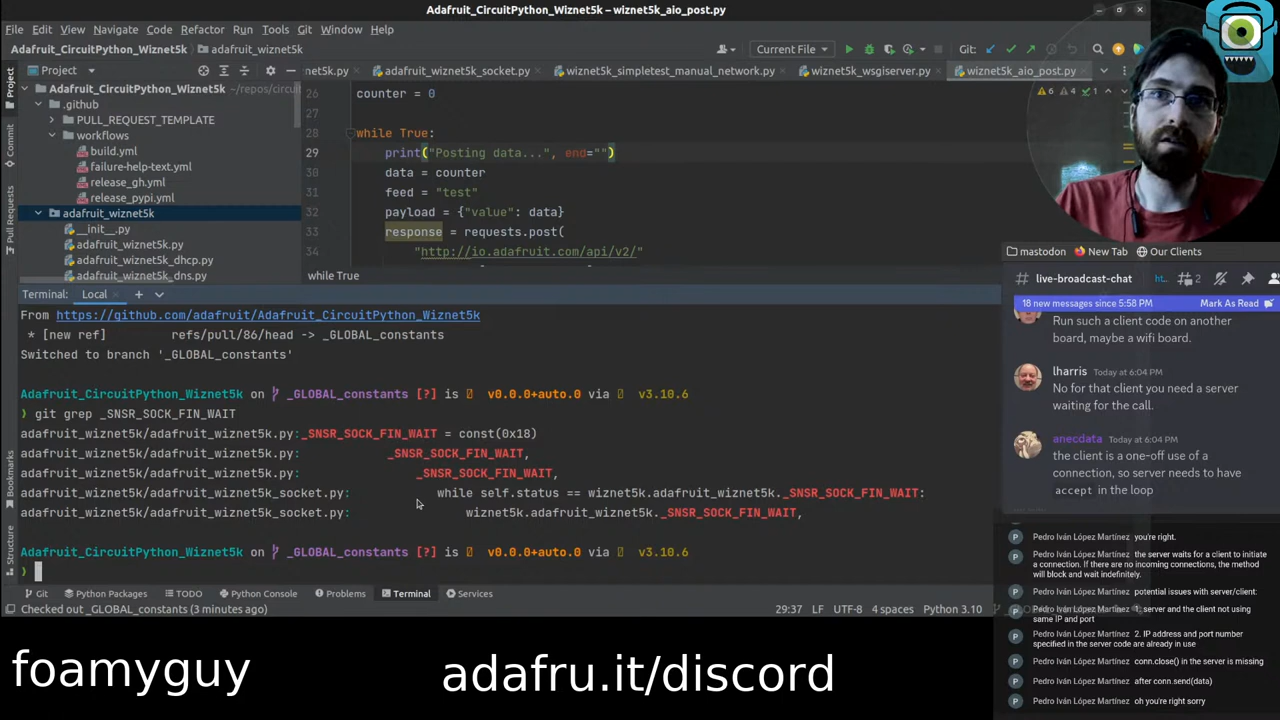 Adafruit_CircuitPython_Wiznet5k – wiznet5k_aio_post.py
File Edit View Navigate Code Refactor Run Tools Git Window Help
Adafruit_CircuitPython_Wiznet5k adafruit_wiznet5k
Current File
Git:
Project
net5k.py adafruit_wiznet5k_socket.py wiznet5k_simpletest_manual_network.py wiznet5k_wsgiserver.py wiznet5k_aio_post.py
Adafruit_CircuitPython_Wiznet5k ~/repos/circui
.github
PULL_REQUEST_TEMPLATE
workflows
build.yml
failure-help-text.yml
release_gh.yml
release_pypi.yml
adafruit_wiznet5k
__init__.py
adafruit_wiznet5k.py
adafruit_wiznet5k_dhcp.py
adafruit_wiznet5k_dns.py
Project
Commit
Pull Requests
Bookmarks
Structure
6 4 1
26 counter = 0
27
28 while True:
29 print("Posting data...", end="")
30 data = counter
31 feed = "test"
32 payload = {"value": data}
33 response = requests.post(
34 "http://io.adafruit.com/api/v2/"
while True
Terminal: Local
From https://github.com/adafruit/Adafruit_CircuitPython_Wiznet5k
* [new ref] refs/pull/86/head -> _GLOBAL_constants
Switched to branch '_GLOBAL_constants'
Adafruit_CircuitPython_Wiznet5k on _GLOBAL_constants [?] is v0.0.0+auto.0 via v3.10.6
❯ git grep _SNSR_SOCK_FIN_WAIT
adafruit_wiznet5k/adafruit_wiznet5k.py:_SNSR_SOCK_FIN_WAIT = const(0x18)
adafruit_wiznet5k/adafruit_wiznet5k.py: _SNSR_SOCK_FIN_WAIT,
adafruit_wiznet5k/adafruit_wiznet5k.py: _SNSR_SOCK_FIN_WAIT,
adafruit_wiznet5k/adafruit_wiznet5k_socket.py: while self.status == wiznet5k.adafruit_wiznet5k._SNSR_SOCK_FIN_WAIT:
adafruit_wiznet5k/adafruit_wiznet5k_socket.py: wiznet5k.adafruit_wiznet5k._SNSR_SOCK_FIN_WAIT,
Adafruit_CircuitPython_Wiznet5k on _GLOBAL_constants [?] is v0.0.0+auto.0 via v3.10.6
❯
Git Python Packages TODO Python Console Problems Terminal Services
Checked out _GLOBAL_constants (3 minutes ago)
29:37 LF UTF-8 4 spaces Python 3.10
mastodon New Tab Our Clients
# live-broadcast-chat ht... 2
18 new messages since 5:58 PM Mark As Read
Run such a client code on another
board, maybe a wifi board.
lharris Today at 6:04 PM
No for that client you need a server
waiting for the call.
anecdata Today at 6:04 PM
the client is a one-off use of a
connection, so server needs to have
accept in the loop
Pedro Iván López Martínez you're right.
Pedro Iván López Martínez the server waits for a client to initiate
a connection. If there are no incoming connections, the method
will block and wait indefinitely.
Pedro Iván López Martínez potential issues with server/client:
Pedro Iván López Martínez 1; server and the client not using
same IP and port
Pedro Iván López Martínez 2. IP address and port number
specified in the server code are already in use
Pedro Iván López Martínez conn.close() in the server is missing
Pedro Iván López Martínez after conn.send(data)
Pedro Iván López Martínez oh you're right sorry
foamyguy
adafru.it/discord